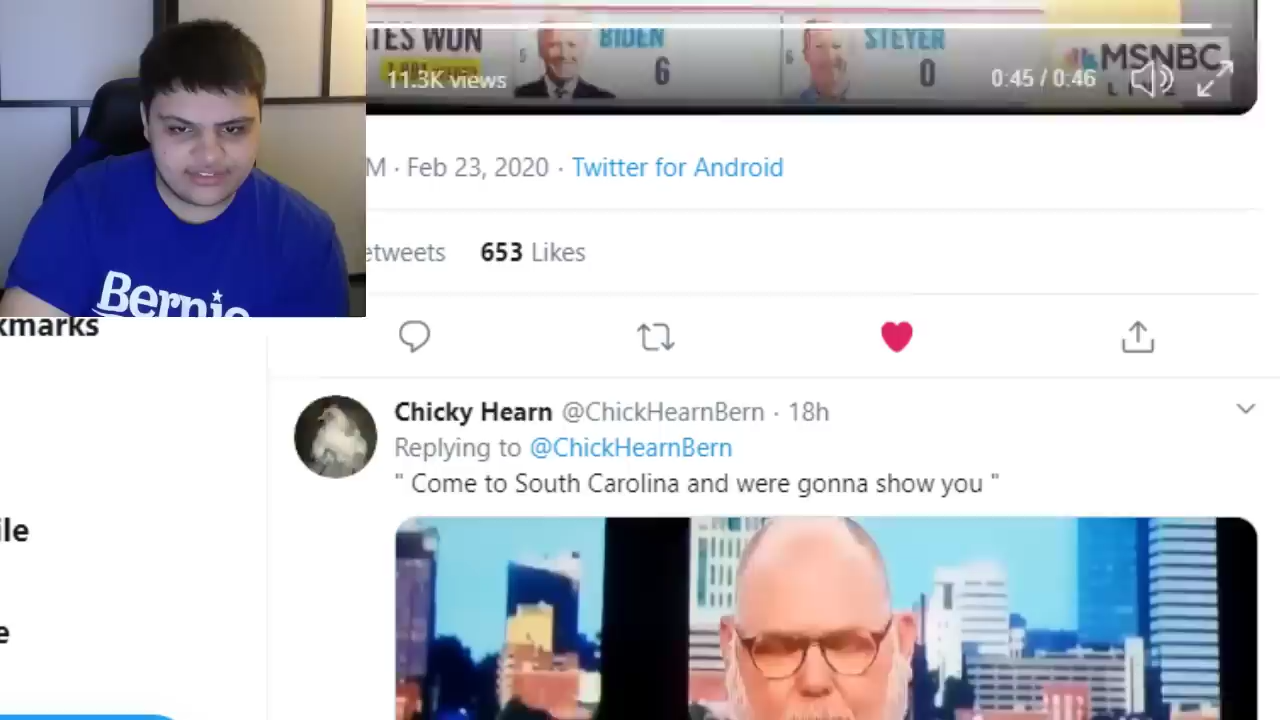 TES WON BIDEN STEYER
5 6 6 0 MSNBC
11.3K views 0:45 / 0:46
M · Feb 23, 2020 · Twitter for Android
etweets 653 Likes
Bernie
kmarks
Chicky Hearn @ChickHearnBern · 18h
Replying to @ChickHearnBern
" Come to South Carolina and were gonna show you "
ile
e